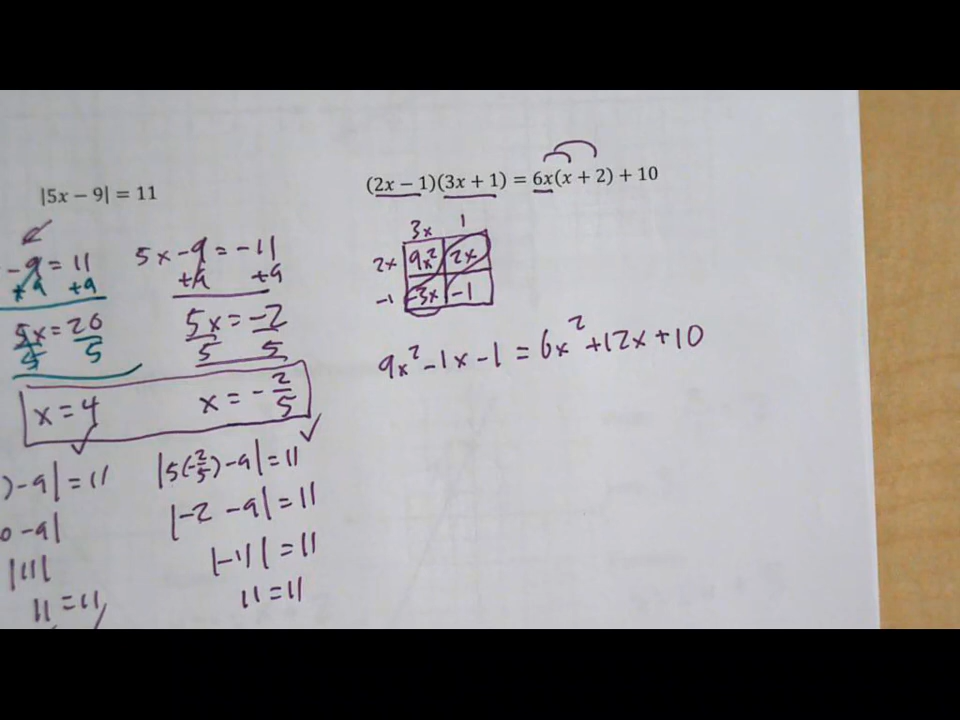 |5x − 9| = 11
- 9 = 11
+9 +9
5x = 20
5 5
x = 4
) - 9| = 11
0 - 9|
|11|
11 = 11
5x - 9 = -11
+9 +9
5x = -2
5 5
x = -2/5
|5(-2/5) - 9| = 11
|-2 - 9| = 11
|-11| = 11
11 = 11
(2x − 1)(3x + 1) = 6x(x + 2) + 10
3x 1
2x 9x² 2x
-1 -3x -1
9x² - 1x - 1 = 6x² + 12x + 10